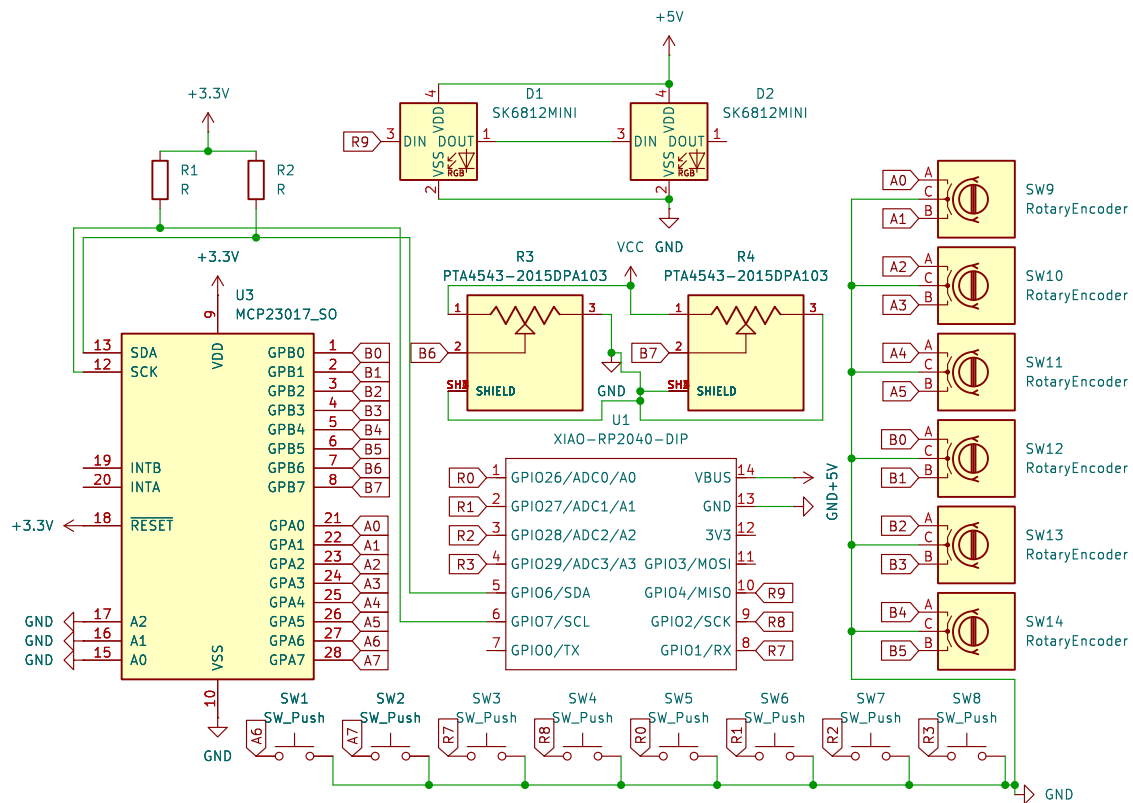 +5V
D1
SK6812MINI
D2
SK6812MINI
4
VDD
R9
3
DIN
DOUT
1
VSS
RGB
2
4
VDD
3
DIN
DOUT
1
VSS
RGB
2
GND
+3.3V
R1
R
R2
R
VCC
R3
PTA4543-2015DPA103
1
3
B6
2
SHIELD
GND
R4
PTA4543-2015DPA103
1
3
B7
2
SHIELD
+3.3V
U3
MCP23017_SO
9
VDD
13
SDA
12
SCK
19
INTB
20
INTA
+3.3V
18
RESET
GND
17
A2
GND
16
A1
GND
15
A0
VSS
10
GND
GPB0
1
B0
GPB1
2
B1
GPB2
3
B2
GPB3
4
B3
GPB4
5
B4
GPB5
6
B5
GPB6
7
B6
GPB7
8
B7
GPA0
21
A0
GPA1
22
A1
GPA2
23
A2
GPA3
24
A3
GPA4
25
A4
GPA5
26
A5
GPA6
27
A6
GPA7
28
A7
U1
XIAO-RP2040-DIP
R0
1
GPIO26/ADC0/A0
R1
2
GPIO27/ADC1/A1
R2
3
GPIO28/ADC2/A2
R3
4
GPIO29/ADC3/A3
5
GPIO6/SDA
6
GPIO7/SCL
7
GPIO0/TX
VBUS
14
+5V
GND
13
GND
3V3
12
GPIO3/MOSI
11
GPIO4/MISO
10
R9
GPIO2/SCK
9
R8
GPIO1/RX
8
R7
A0
A
C
A1
B
SW9
RotaryEncoder
A2
A
C
A3
B
SW10
RotaryEncoder
A4
A
C
A5
B
SW11
RotaryEncoder
B0
A
C
B1
B
SW12
RotaryEncoder
B2
A
C
B3
B
SW13
RotaryEncoder
B4
A
C
B5
B
SW14
RotaryEncoder
SW1
SW_Push
A6
SW2
SW_Push
A7
SW3
SW_Push
R7
SW4
SW_Push
R8
SW5
SW_Push
R0
SW6
SW_Push
R1
SW7
SW_Push
R2
SW8
SW_Push
R3
GND